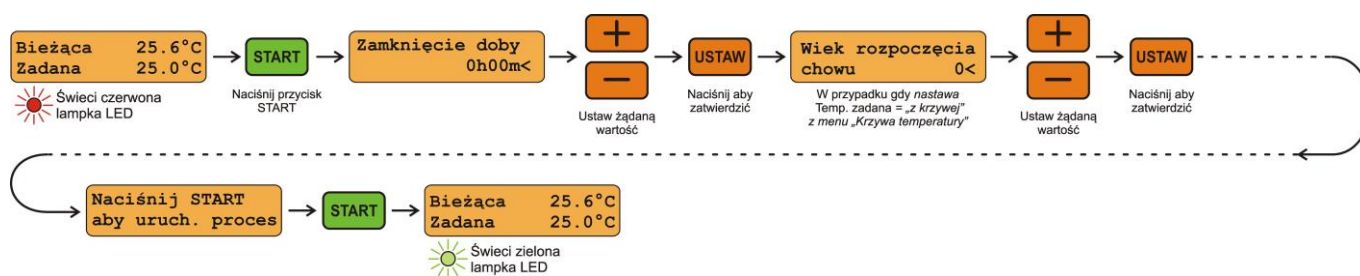 Bieżąca 25.6°C
Zadana 25.0°C
Świeci czerwona
lampka LED
START
Naciśnij przycisk
START
Zamknięcie doby
0h00m<
+
−
Ustaw żądaną
wartość
USTAW
Naciśnij aby
zatwierdzić
Wiek rozpoczęcia
chowu 0<
W przypadku gdy nastawa
Temp. zadana = „z krzywej”
z menu „Krzywa temperatury”
+
−
Ustaw żądaną
wartość
USTAW
Naciśnij aby
zatwierdzić
Naciśnij START
aby uruch. proces
START
Bieżąca 25.6°C
Zadana 25.0°C
Świeci zielona
lampka LED